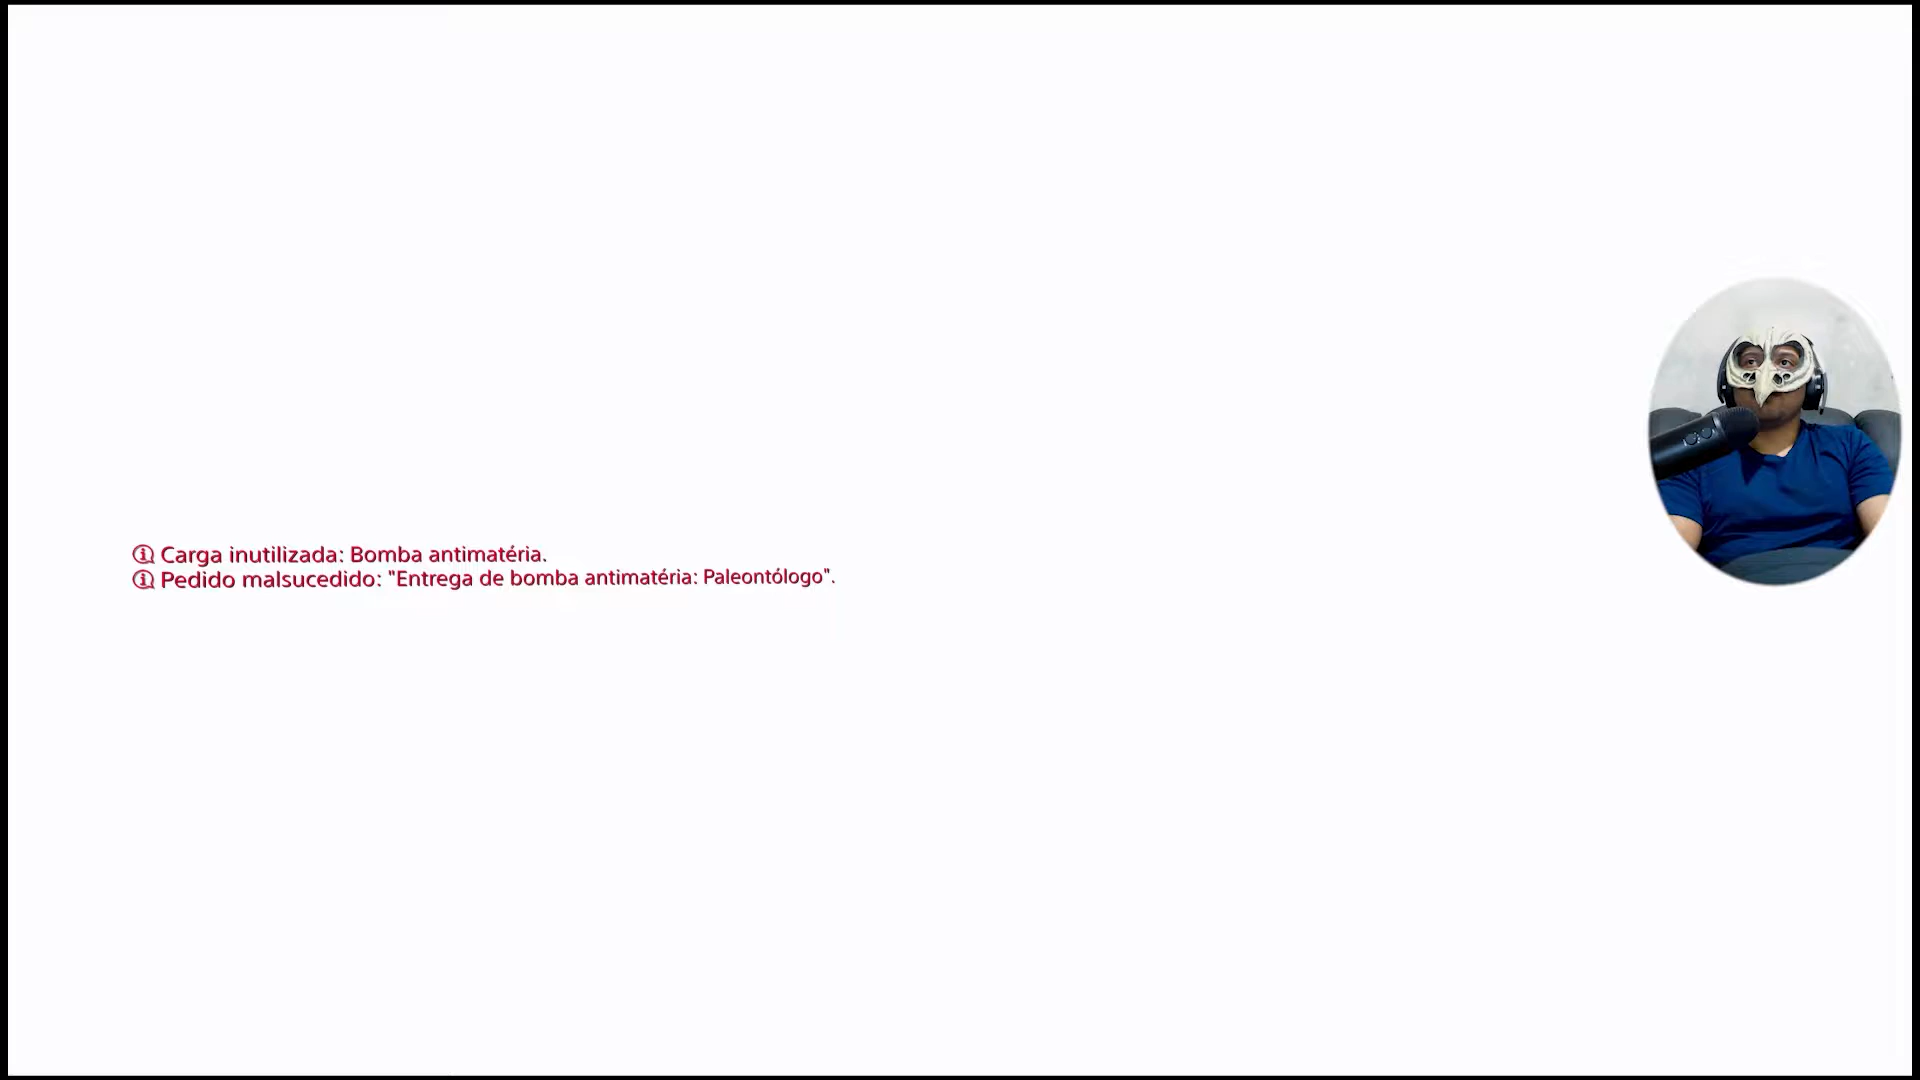 Carga inutilizada: Bomba antimatéria.
Pedido malsucedido: "Entrega de bomba antimatéria: Paleontólogo".